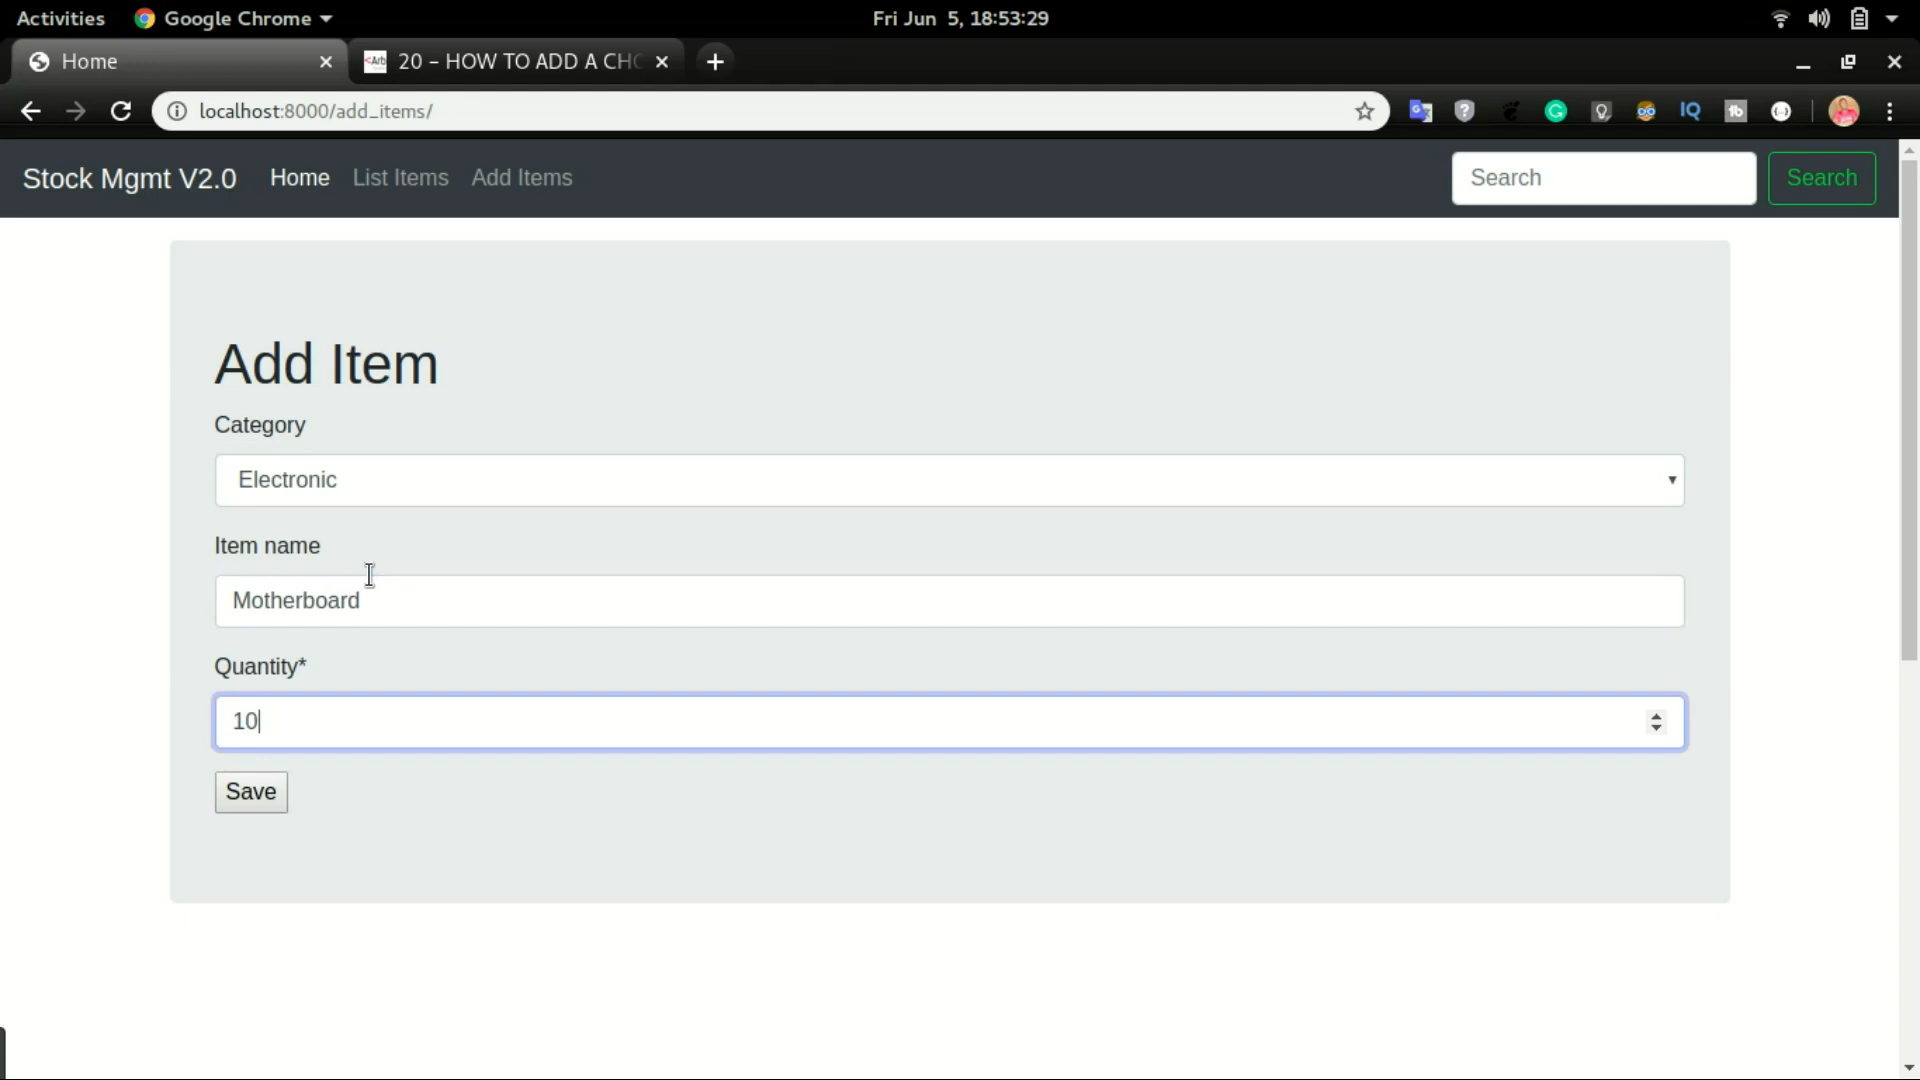 Activities Google Chrome Fri Jun 5, 18:53:29
Home 20 – HOW TO ADD A CHO
localhost:8000/add_items/
Stock Mgmt V2.0 Home List Items Add Items Search Search
Add Item
Category
Electronic
Item name
Motherboard
Quantity*
10
Save